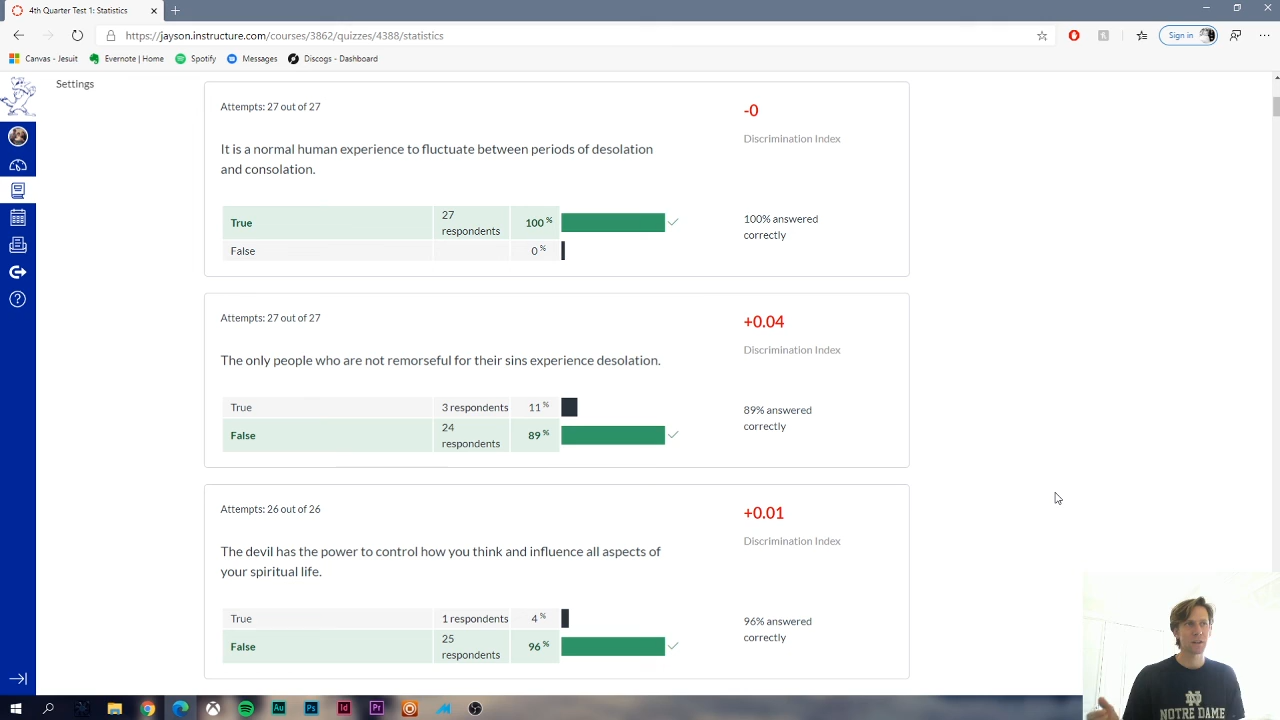 4th Quarter Test 1: Statistics
https://jayson.instructure.com/courses/3862/quizzes/4388/statistics
Sign in
Canvas - Jesuit
Evernote | Home
Spotify
Messages
Discogs - Dashboard
Settings
Attempts: 27 out of 27
-0
Discrimination Index
It is a normal human experience to fluctuate between periods of desolation
and consolation.
True
27
respondents
100 %
100% answered
correctly
False
0 %
Attempts: 27 out of 27
+0.04
Discrimination Index
The only people who are not remorseful for their sins experience desolation.
True
3 respondents
11 %
89% answered
correctly
False
24
respondents
89 %
Attempts: 26 out of 26
+0.01
Discrimination Index
The devil has the power to control how you think and influence all aspects of
your spiritual life.
True
1 respondents
4 %
96% answered
correctly
False
25
respondents
96 %
Au
Ps
Id
Pr
ND
NOTRE DAME